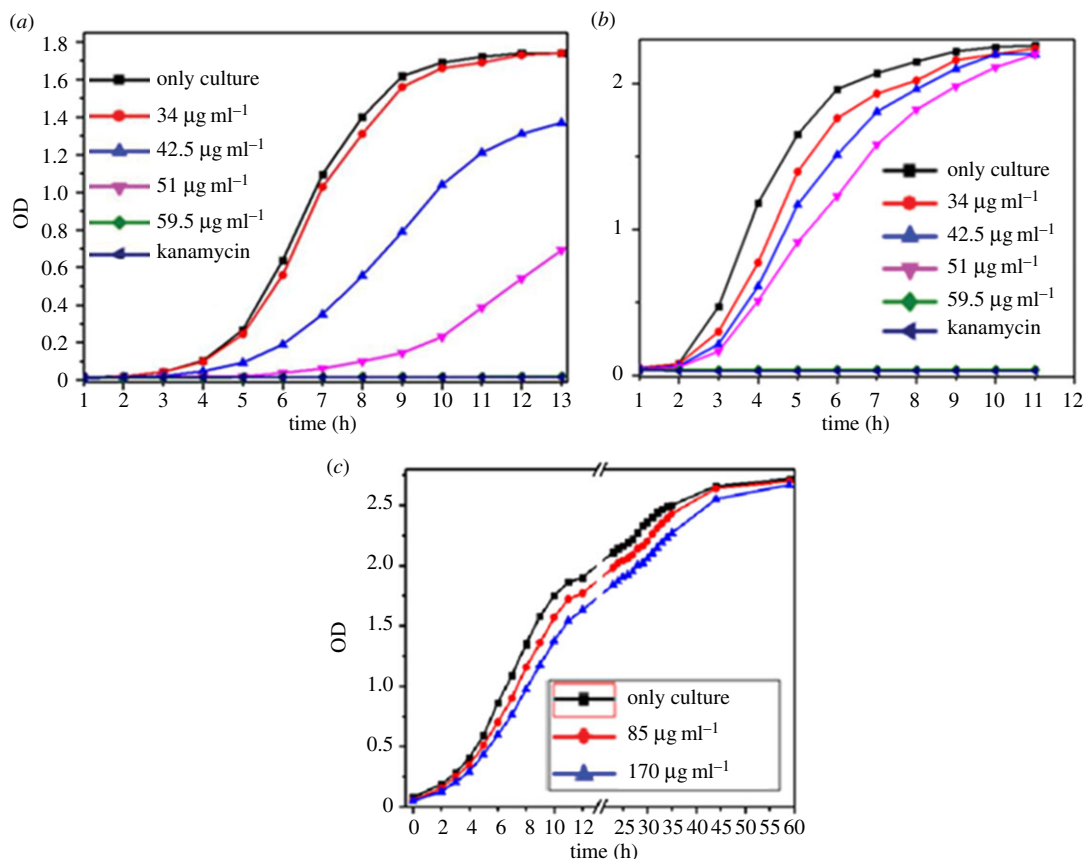 (a)
1.8
1.6
1.4
1.2
1.0
0.8
0.6
0.4
0.2
0
OD
only culture
34 µg ml⁻¹
42.5 µg ml⁻¹
51 µg ml⁻¹
59.5 µg ml⁻¹
kanamycin
1 2 3 4 5 6 7 8 9 10 11 12 13
time (h)
(b)
2
1
0
only culture
34 µg ml⁻¹
42.5 µg ml⁻¹
51 µg ml⁻¹
59.5 µg ml⁻¹
kanamycin
1 2 3 4 5 6 7 8 9 10 11 12
time (h)
(c)
2.5
2.0
1.5
1.0
0.5
0
OD
only culture
85 µg ml⁻¹
170 µg ml⁻¹
0 2 4 6 8 10 12 25 30 35 40 45 50 55 60
time (h)